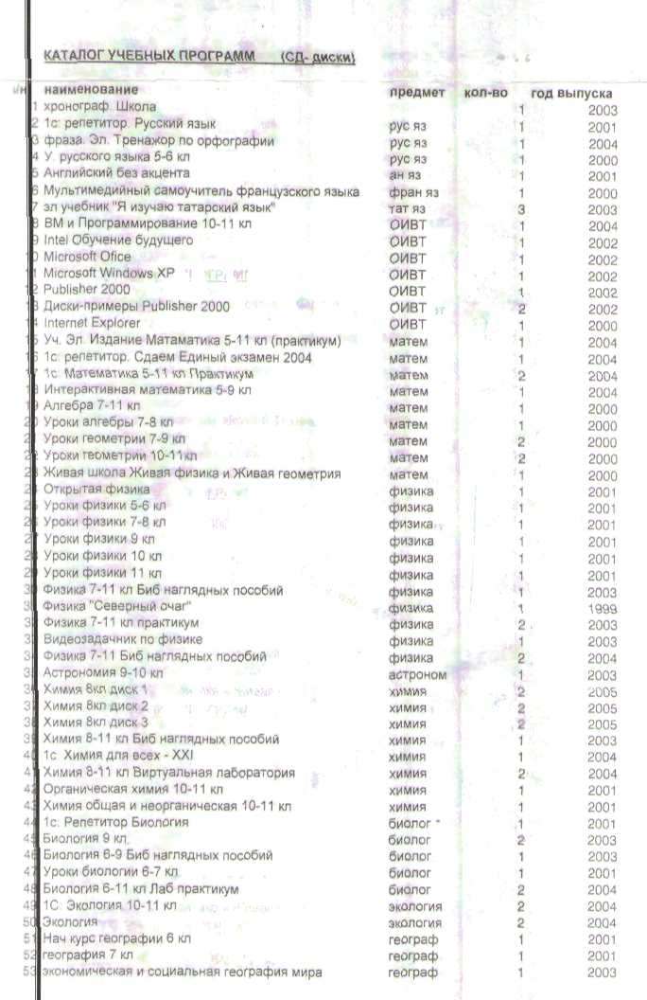 КАТАЛОГ УЧЕБНЫХ ПРОГРАММ (СД- диски)
наименование предмет кол-во год выпуска
1 хронограф. Школа 1 2003
2 1с: репетитор. Русский язык рус яз 1 2001
3 фраза. Эл. Тренажор по орфографии рус яз 1 2004
4 У. русского языка 5-6 кл рус яз 1 2000
5 Английский без акцента ан яз 1 2001
6 Мультимедийный самоучитель французского языка фран яз 1 2000
7 эл учебник "Я изучаю татарский язык" тат яз 3 2003
8 ВМ и Программирование 10-11 кл ОИВТ 1 2004
9 Intel Обучение будущего ОИВТ 1 2002
10 Microsoft Ofice ОИВТ 1 2002
11 Microsoft Windows XP ОИВТ 1 2002
12 Publisher 2000 ОИВТ 1 2002
13 Диски-примеры Publisher 2000 ОИВТ 2 2002
14 Internet Explorer ОИВТ 1 2000
15 Уч. Эл. Издание Матаматика 5-11 кл (практикум) матем 1 2004
16 1с: репетитор. Сдаем Единый экзамен 2004 матем 1 2004
17 1с: Математика 5-11 кл Практикум матем 2 2004
18 Интерактивная математика 5-9 кл матем 1 2004
19 Алгебра 7-11 кл матем 1 2000
20 Уроки алгебры 7-8 кл матем 1 2000
21 Уроки геометрии 7-9 кл матем 2 2000
22 Уроки геометрии 10-11кл матем 2 2000
23 Живая школа Живая физика и Живая геометрия матем 1 2000
23 Открытая физика физика 1 2001
25 Уроки физики 5-6 кл физика 1 2001
26 Уроки физики 7-8 кл физика 1 2001
27 Уроки физики 9 кл физика 1 2001
28 Уроки физики 10 кл физика 1 2001
29 Уроки физики 11 кл физика 1 2001
30 Физика 7-11 кл Биб наглядных пособий физика 1 2003
31 Физика "Северный очаг" физика 1 1999
32 Физика 7-11 кл практикум физика 2 2003
33 Видеозадачник по физике физика 1 2003
34 Физика 7-11 Биб наглядных пособий физика 2 2004
35 Астрономия 9-10 кл астроном 1 2003
36 Химия 8кл диск 1 химия 2 2005
37 Химия 8кл диск 2 химия 2 2005
38 Химия 8кл диск 3 химия 2 2005
39 Химия 8-11 кл Биб наглядных пособий химия 1 2003
40 1с Химия для всех - XXI химия 1 2004
41 Химия 8-11 кл Виртуальная лаборатория химия 2 2004
42 Органическая химия 10-11 кл химия 1 2001
43 Химия общая и неорганическая 10-11 кл химия 1 2001
44 1с: Репетитор Биология биолог 1 2001
45 Биология 9 кл. биолог 2 2003
46 Биология 6-9 Биб наглядных пособий биолог 1 2003
47 Уроки биологии 6-7 кл биолог 1 2001
48 Биология 6-11 кл Лаб практикум биолог 2 2004
49 1С: Экология 10-11 кл экология 2 2004
50 Экология экология 2 2004
51 Нач курс географии 6 кл географ 1 2001
52 география 7 кл географ 1 2001
53 экономическая и социальная география мира географ 1 2003